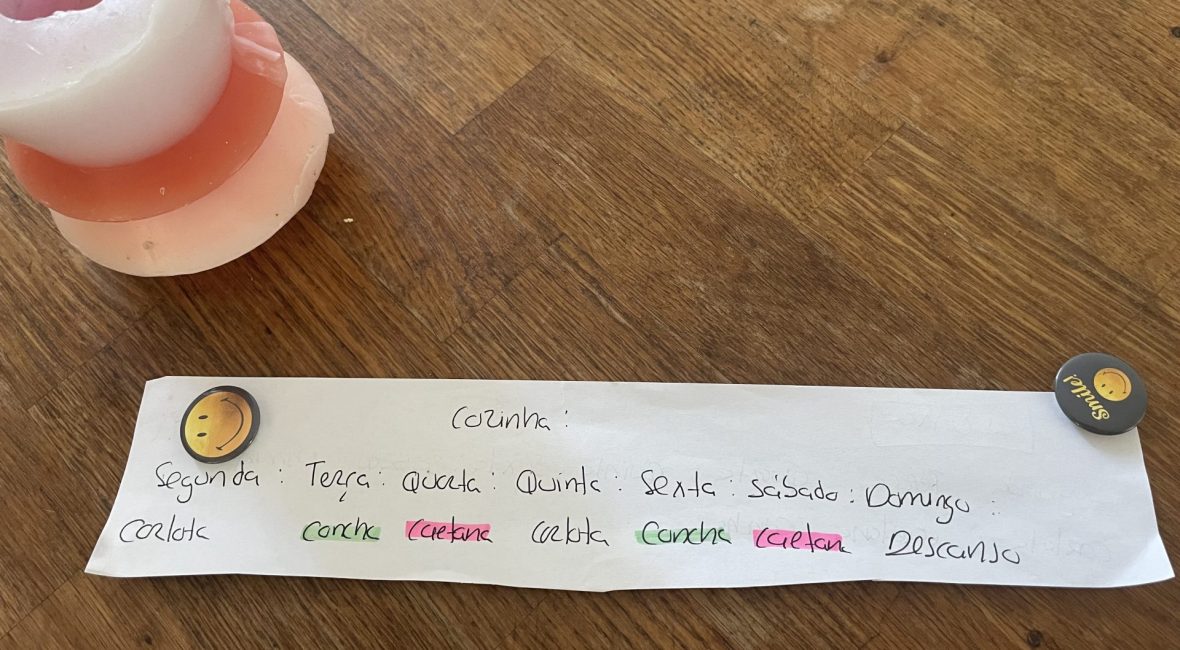 Smile!
Cozinha:
Segunda: Terça: Quarta: Quinta: Sexta: Sábado: Domingo:
Carlota Concha Caetana Carlota Concha Caetana Descanso